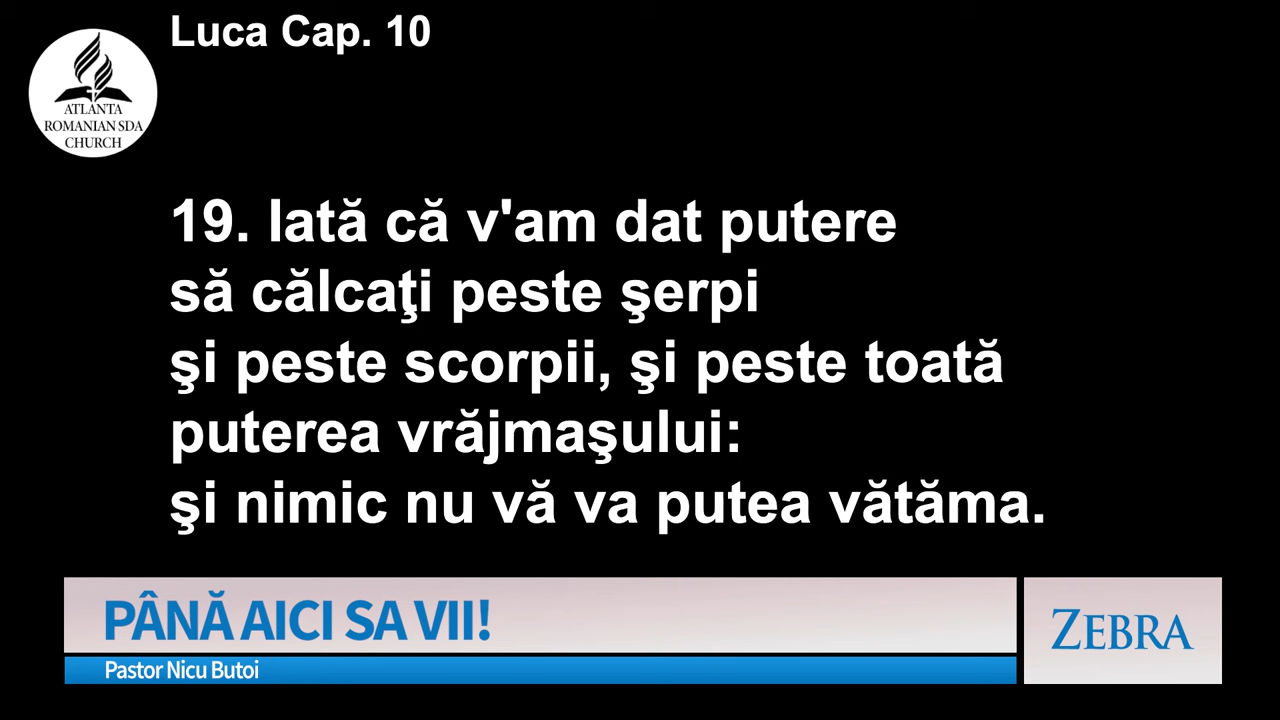 Luca Cap. 10
ATLANTA
ROMANIAN SDA
CHURCH
19. Iată că v'am dat putere
să călcaţi peste şerpi
şi peste scorpii, şi peste toată
puterea vrăjmaşului:
şi nimic nu vă va putea vătăma.
PÂNĂ AICI SA VII!
Pastor Nicu Butoi
ZEBRA